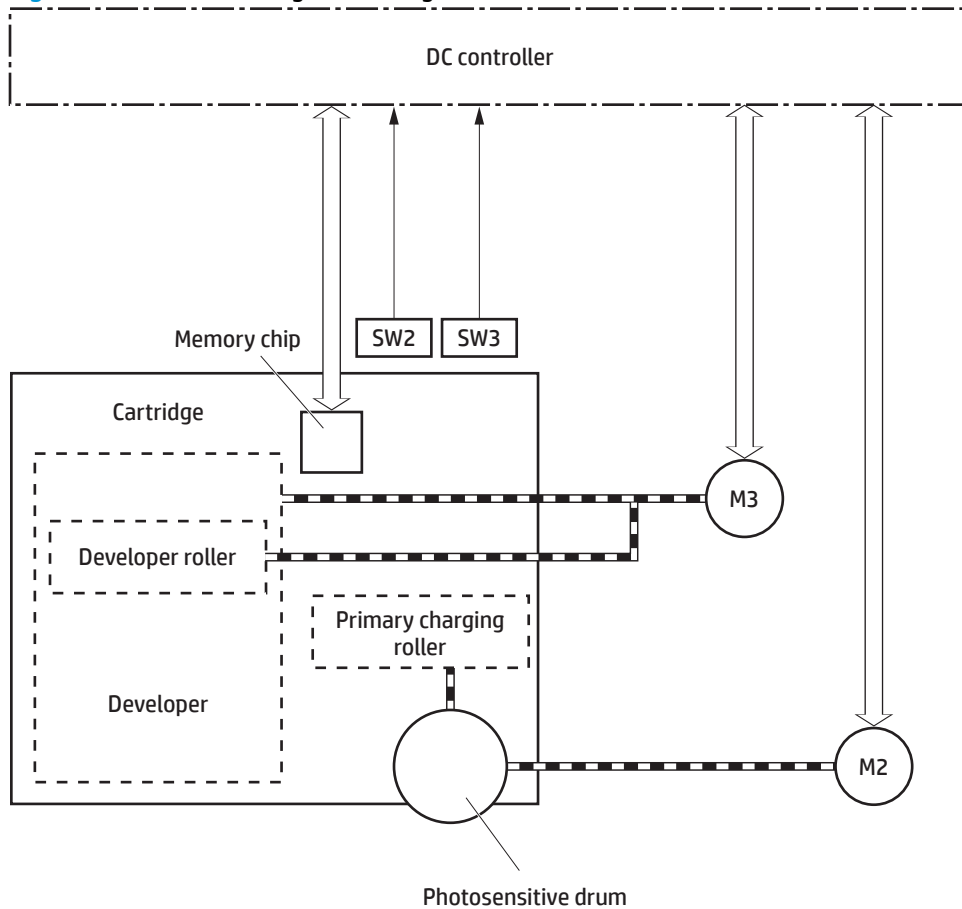 DC controller
Memory chip
SW2
SW3
Cartridge
M3
Developer roller
Primary charging
roller
Developer
M2
Photosensitive drum